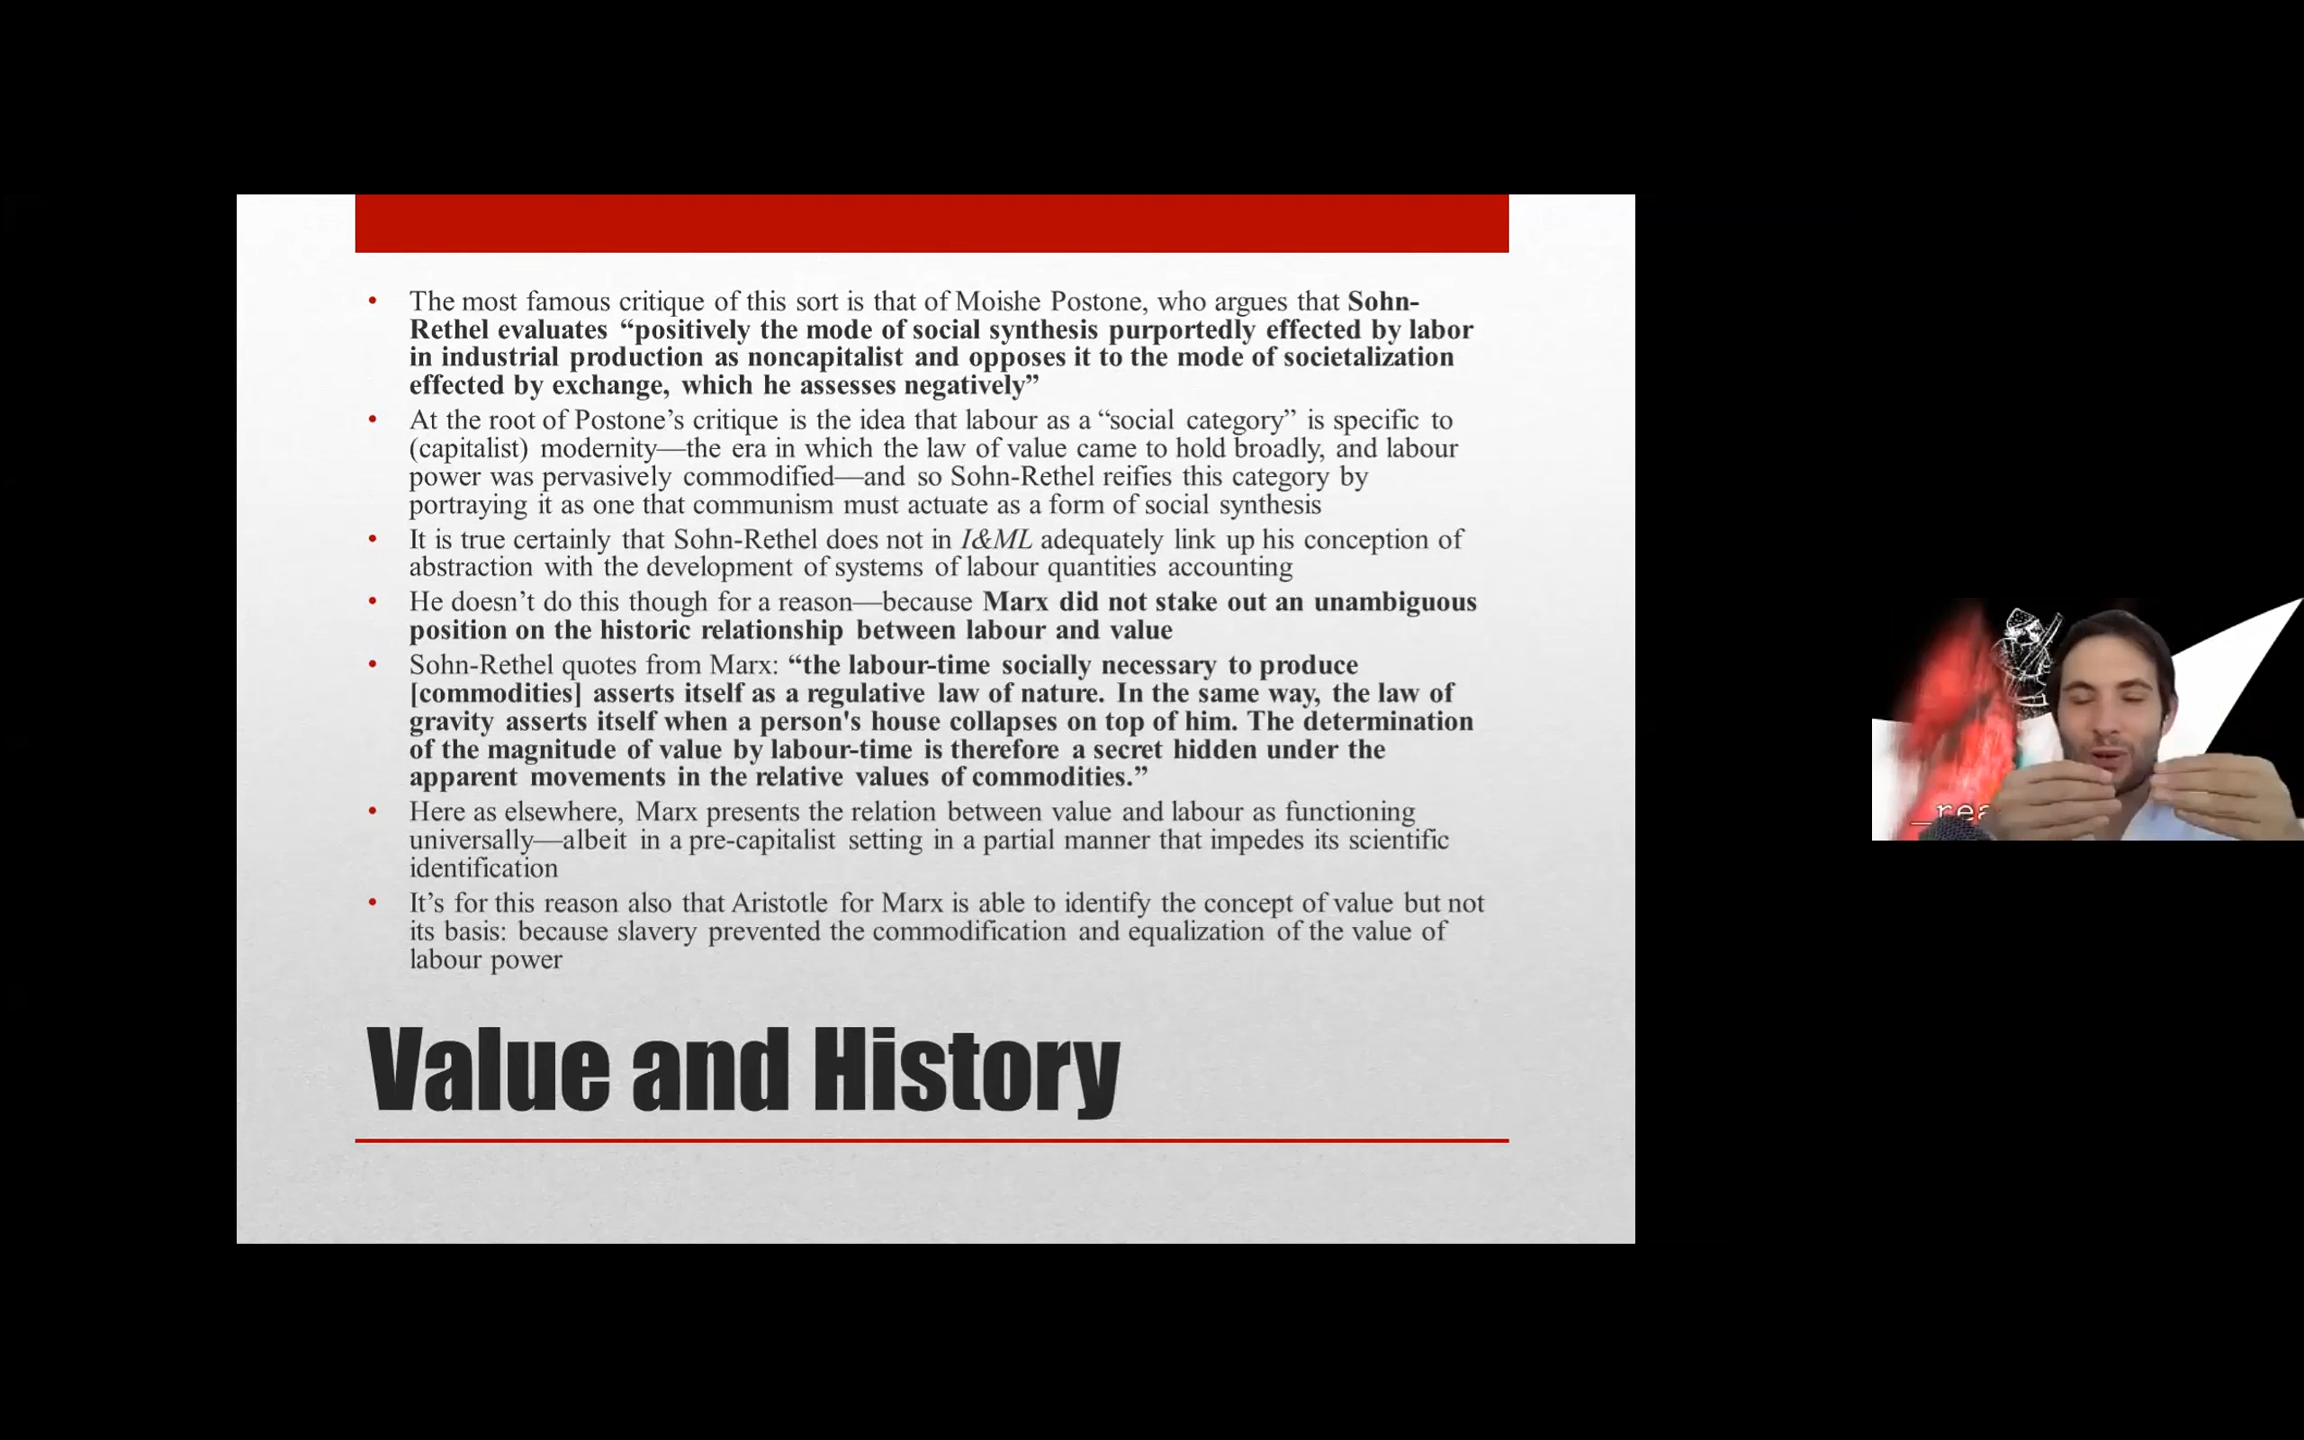 • The most famous critique of this sort is that of Moishe Postone, who argues that Sohn-
Rethel evaluates “positively the mode of social synthesis purportedly effected by labor
in industrial production as noncapitalist and opposes it to the mode of societalization
effected by exchange, which he assesses negatively”
• At the root of Postone’s critique is the idea that labour as a “social category” is specific to
(capitalist) modernity—the era in which the law of value came to hold broadly, and labour
power was pervasively commodified—and so Sohn-Rethel reifies this category by
portraying it as one that communism must actuate as a form of social synthesis
• It is true certainly that Sohn-Rethel does not in I&ML adequately link up his conception of
abstraction with the development of systems of labour quantities accounting
• He doesn’t do this though for a reason—because Marx did not stake out an unambiguous
position on the historic relationship between labour and value
• Sohn-Rethel quotes from Marx: “the labour-time socially necessary to produce
[commodities] asserts itself as a regulative law of nature. In the same way, the law of
gravity asserts itself when a person's house collapses on top of him. The determination
of the magnitude of value by labour-time is therefore a secret hidden under the
apparent movements in the relative values of commodities.”
• Here as elsewhere, Marx presents the relation between value and labour as functioning
universally—albeit in a pre-capitalist setting in a partial manner that impedes its scientific
identification
• It’s for this reason also that Aristotle for Marx is able to identify the concept of value but not
its basis: because slavery prevented the commodification and equalization of the value of
labour power
Value and History